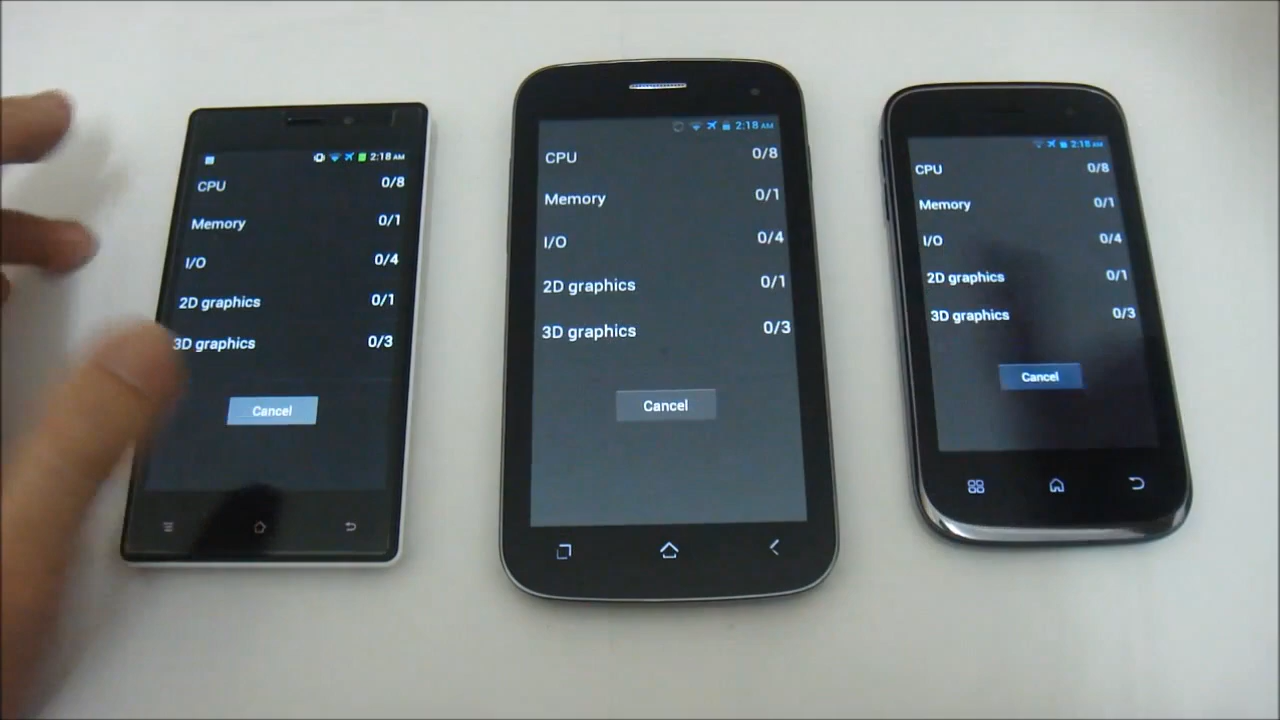 2:18 AM
CPU 0/8
Memory 0/1
I/O 0/4
2D graphics 0/1
3D graphics 0/3
Cancel
2:18 AM
CPU 0/8
Memory 0/1
I/O 0/4
2D graphics 0/1
3D graphics 0/3
Cancel
2:18 AM
CPU 0/8
Memory 0/1
I/O 0/4
2D graphics 0/1
3D graphics 0/3
Cancel